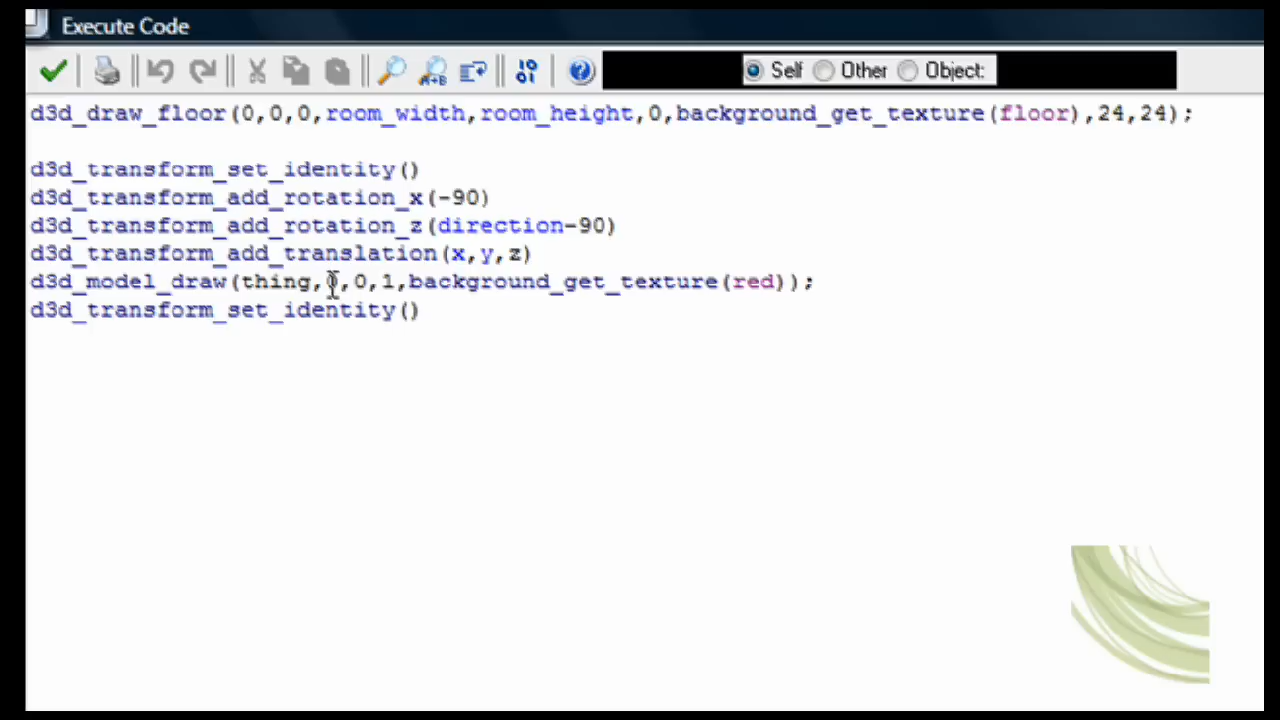 Execute Code
Self Other Object:
d3d_draw_floor(0,0,0,room_width,room_height,0,background_get_texture(floor),24,24);
d3d_transform_set_identity()
d3d_transform_add_rotation_x(-90)
d3d_transform_add_rotation_z(direction-90)
d3d_transform_add_translation(x,y,z)
d3d_model_draw(thing,0,0,1,background_get_texture(red));
d3d_transform_set_identity()